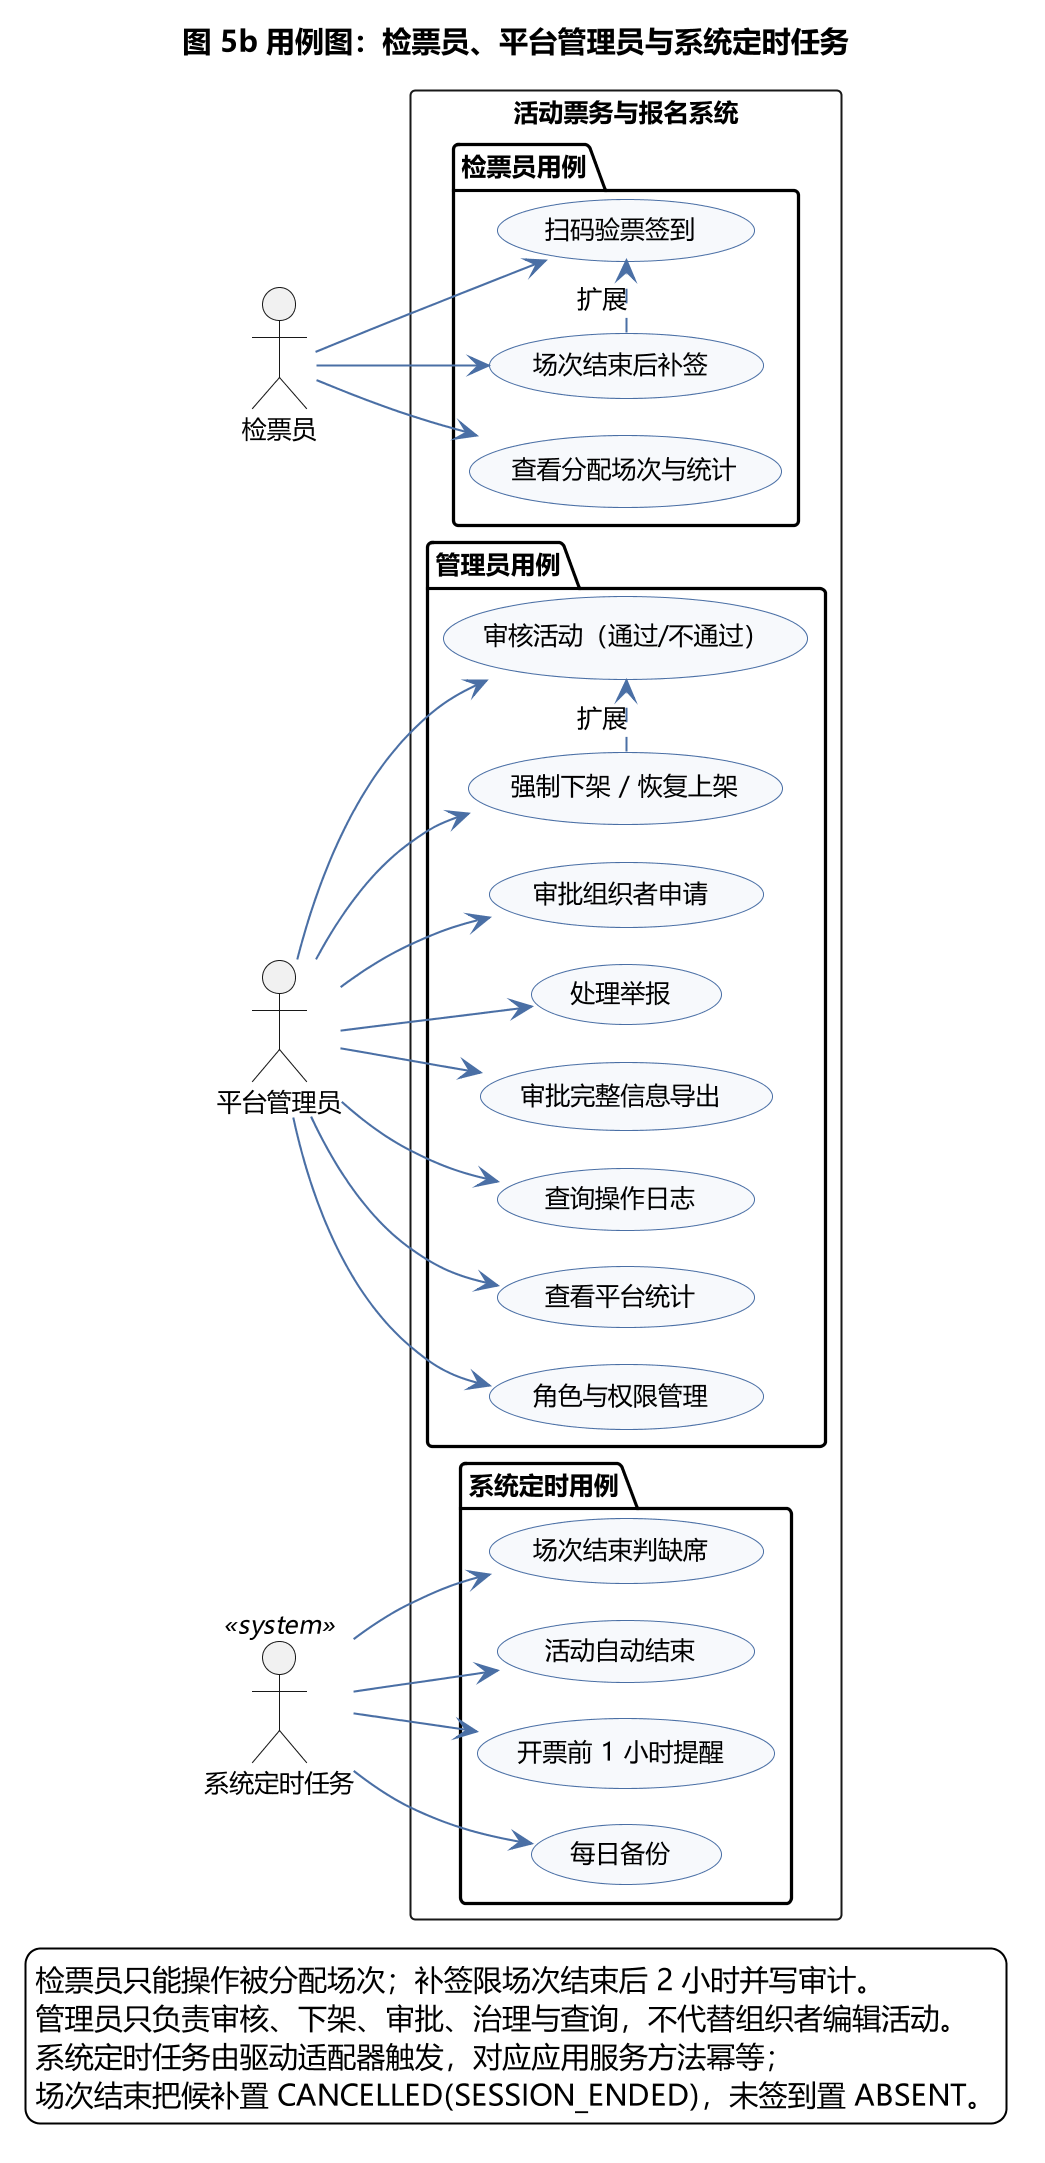 图 5b 用例图：检票员、平台管理员与系统定时任务
活动票务与报名系统
检票员用例
扫码验票签到
扩展
场次结束后补签
查看分配场次与统计
检票员
管理员用例
审核活动（通过/不通过）
扩展
强制下架 / 恢复上架
审批组织者申请
处理举报
审批完整信息导出
平台管理员
查询操作日志
查看平台统计
角色与权限管理
系统定时用例
场次结束判缺席
«system»
活动自动结束
开票前 1 小时提醒
系统定时任务
每日备份
检票员只能操作被分配场次；补签限场次结束后 2 小时并写审计。
管理员只负责审核、下架、审批、治理与查询，不代替组织者编辑活动。
系统定时任务由驱动适配器触发，对应应用服务方法幂等；
场次结束把候补置 CANCELLED(SESSION_ENDED)，未签到置 ABSENT。